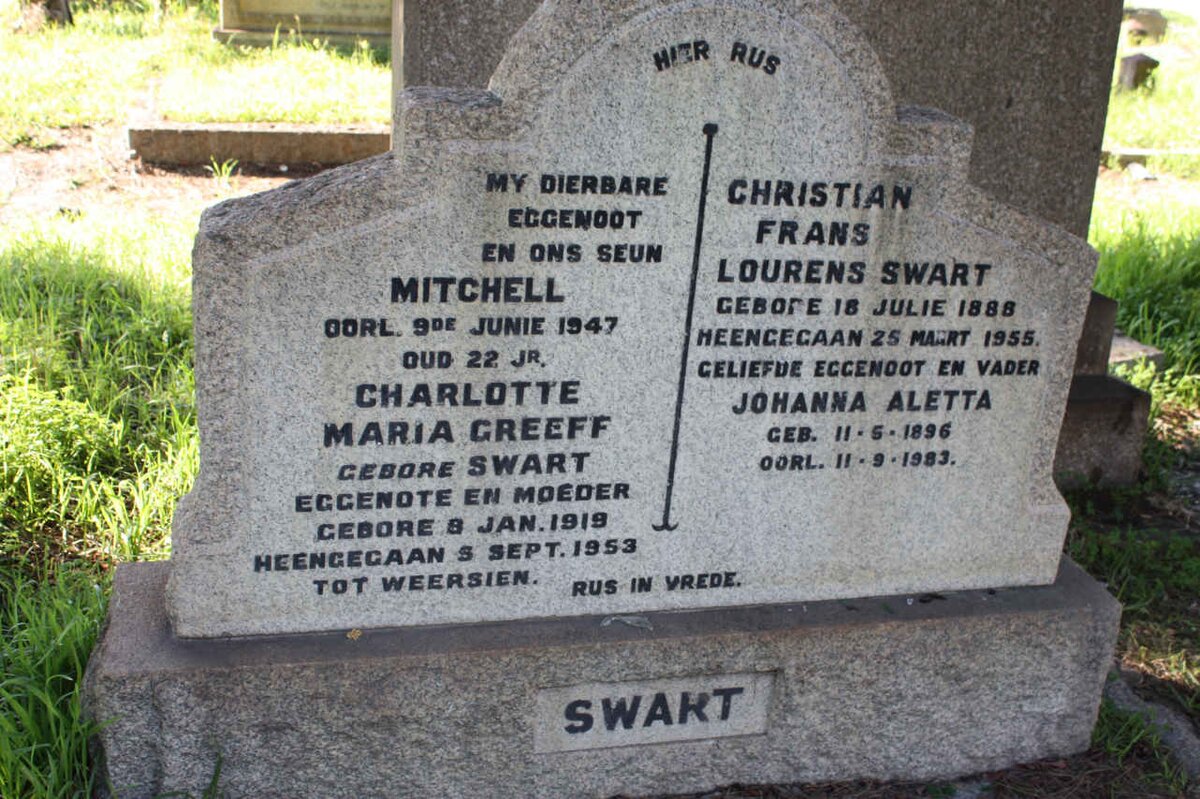 HIER RUS
MY DIERBARE
EGGENOOT
EN ONS SEUN
MITCHELL
OORL. 9DE JUNIE 1947
OUD 22 JR.
CHARLOTTE
MARIA GREEFF
GEBORE SWART
EGGENOTE EN MOEDER
GEBORE 8 JAN. 1919
HEENGEGAAN 5 SEPT. 1953
TOT WEERSIEN.
CHRISTIAN
FRANS
LOURENS SWART
GEBORE 18 JULIE 1888
HEENGEGAAN 25 MAART 1955.
GELIEFDE EGGENOOT EN VADER
JOHANNA ALETTA
GEB. 11-5-1896
OORL. 11-9-1983.
RUS IN VREDE.
SWART